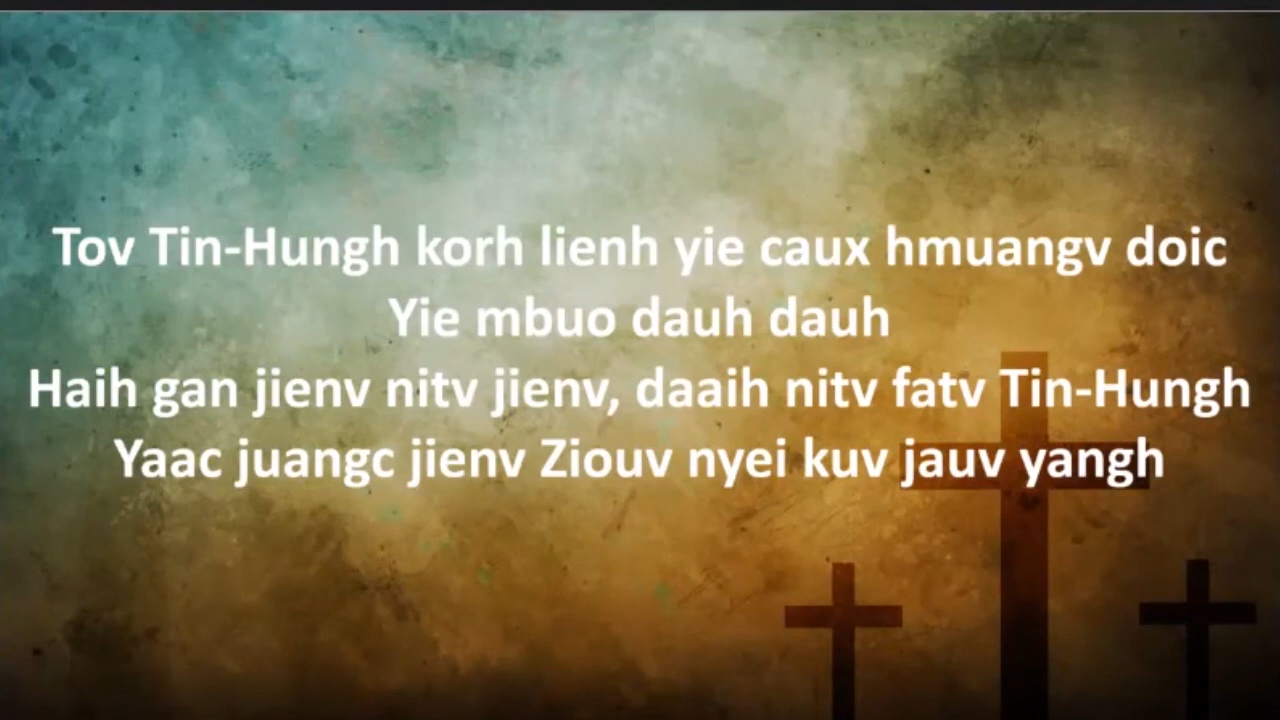 Tov Tin-Hungh korh lienh yie caux hmuangv doic
Yie mbuo dauh dauh
Haih gan jienv nitv jienv, daaih nitv fatv Tin-Hungh
Yaac juangc jienv Ziouv nyei kuv jauv yangh